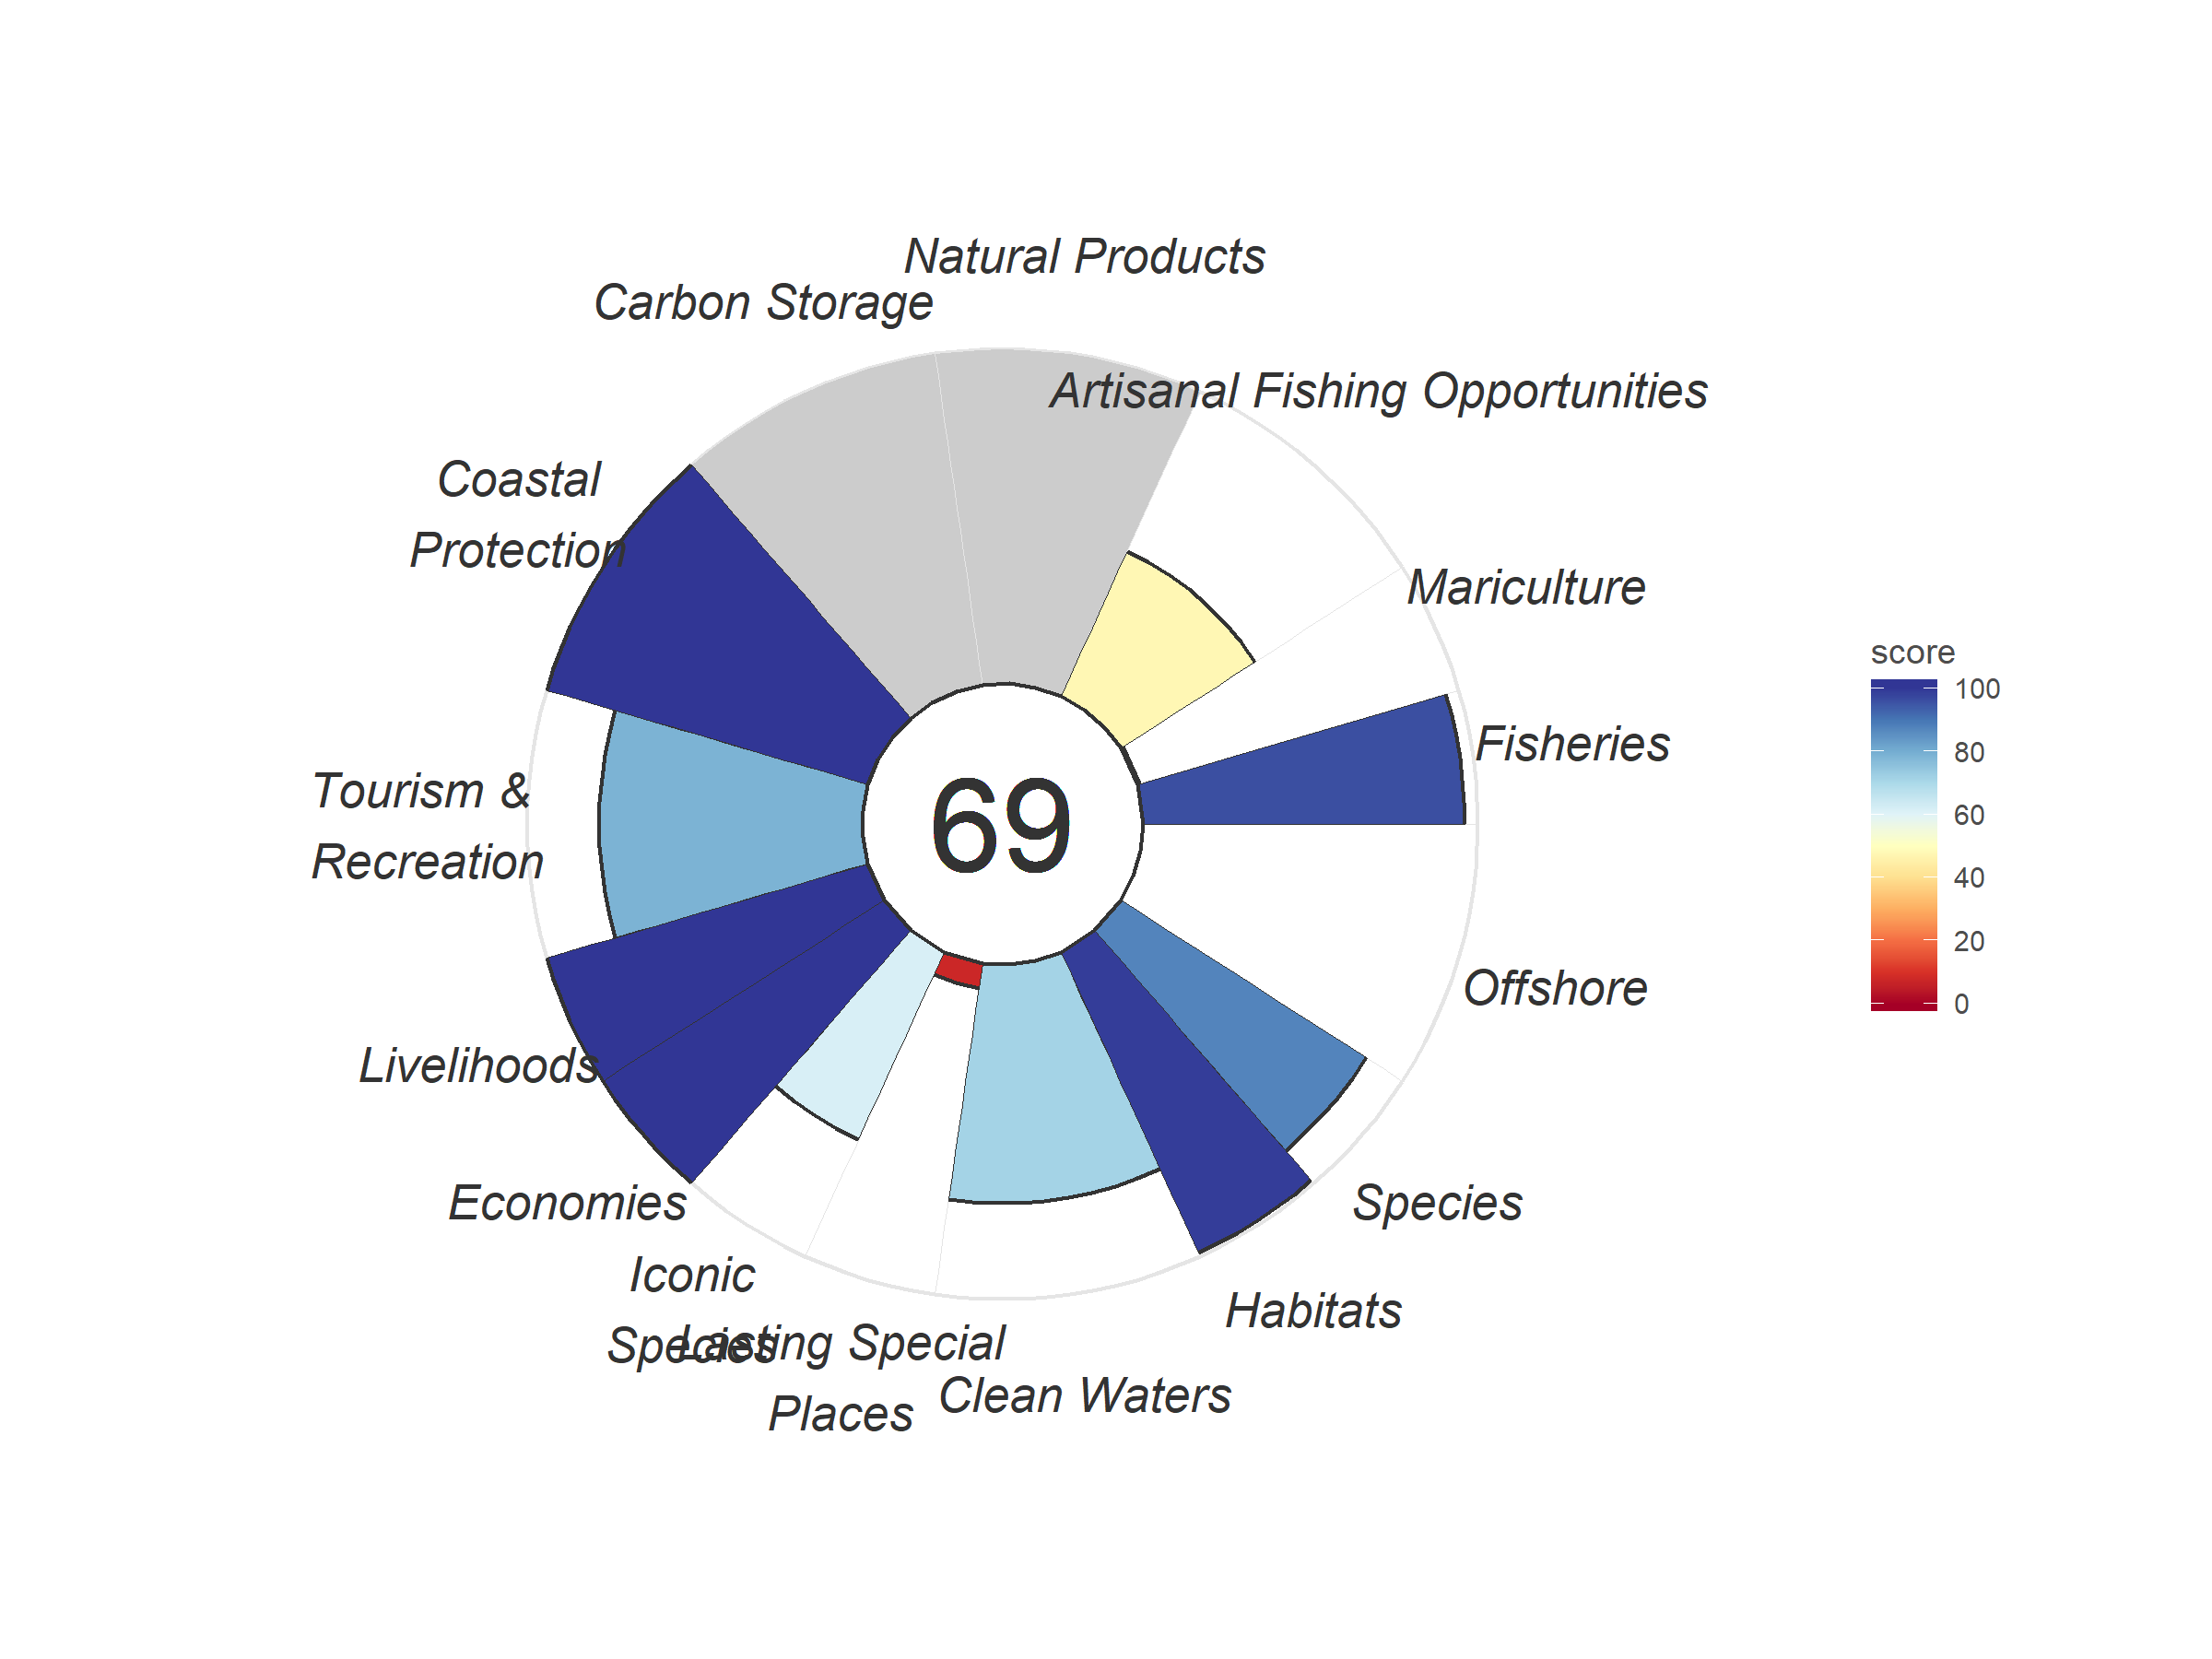 Natural Products
Carbon Storage
Artisanal Fishing Opportunities
Coastal
Protection
Mariculture
Fisheries
score
100
80
60
40
20
0
Tourism &
Recreation
69
Offshore
Livelihoods
Economies
Species
Iconic
Species
Habitats
Lasting Special
Places
Clean Waters